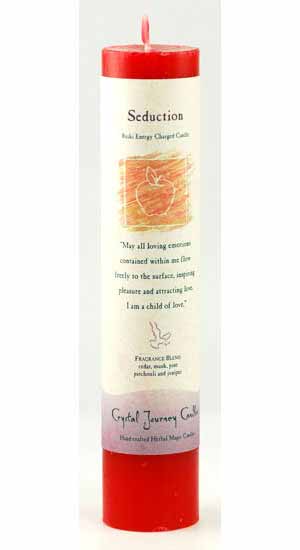 Seduction
Reiki Energy Charged Candle
"May all loving emotions
contained within me flow
freely to the surface, inspiring
pleasure and attracting love.
I am a child of love."
FRAGRANCE BLEND
cedar, musk, pine
patchouli and juniper
Crystal Journey Candles
Handcrafted Herbal Magic Candles